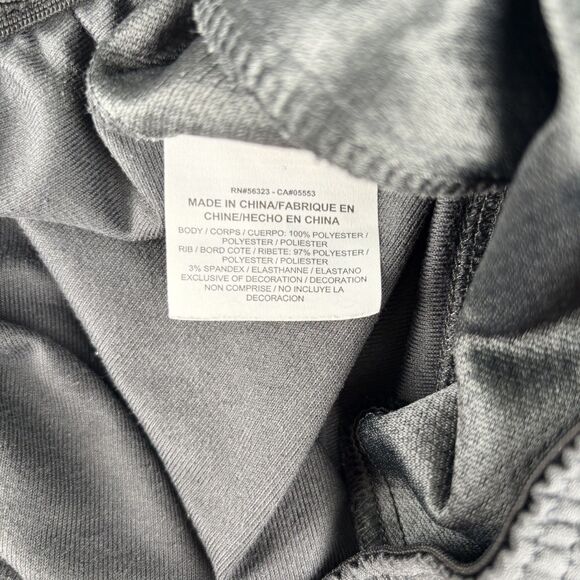 RN#56323 - CA#05553
MADE IN CHINA/FABRIQUE EN
CHINE/HECHO EN CHINA
BODY / CORPS / CUERPO: 100% POLYESTER /
POLYESTER / POLIESTER
RIB / BORD COTE / RIBETE: 97% POLYESTER /
POLYESTER / POLIESTER
3% SPANDEX / ELASTHANNE / ELASTANO
EXCLUSIVE OF DECORATION / DECORATION
NON COMPRISE / NO INCLUYE LA
DECORACION